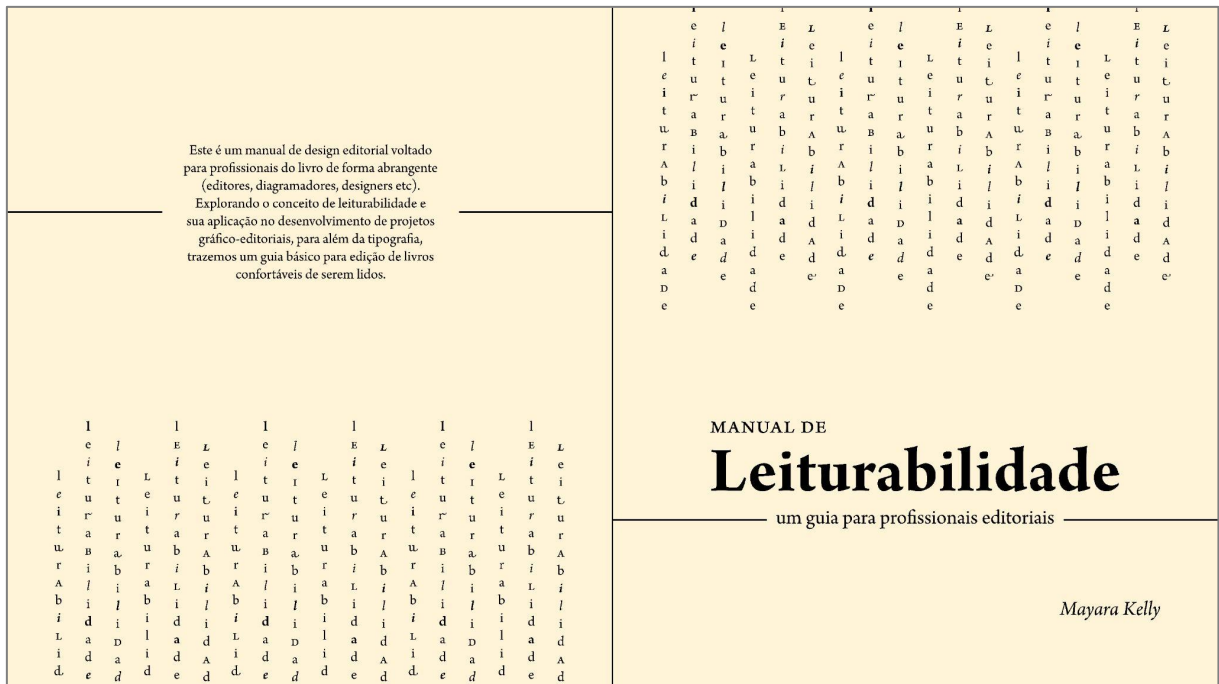 Este é um manual de design editorial voltado
para profissionais do livro de forma abrangente
(editores, diagramadores, designers etc).
Explorando o conceito de leiturabilidade e
sua aplicação no desenvolvimento de projetos
gráfico-editoriais, para além da tipografia,
trazemos um guia básico para edição de livros
confortáveis de serem lidos.
MANUAL DE
Leiturabilidade
um guia para profissionais editoriais
Mayara Kelly